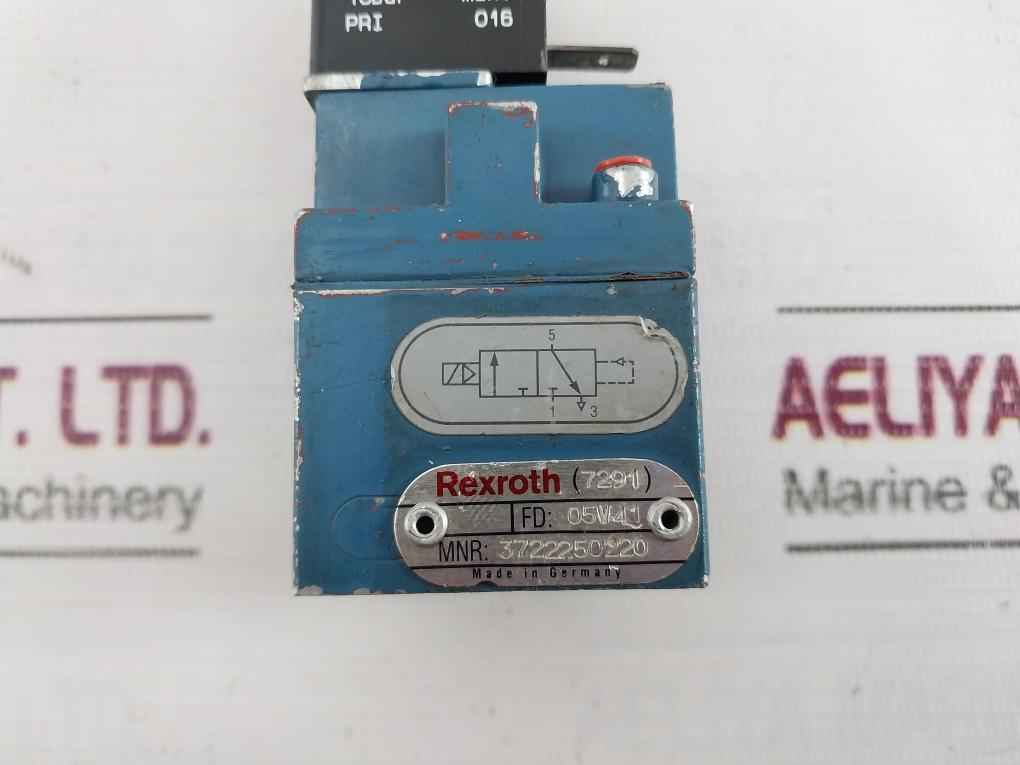 PRI 016
5
1 3
T. LTD.
AELIYA
achinery
Marine &
Rexroth (7291)
FD: 05W41
MNR: 3722250220
Made in Germany